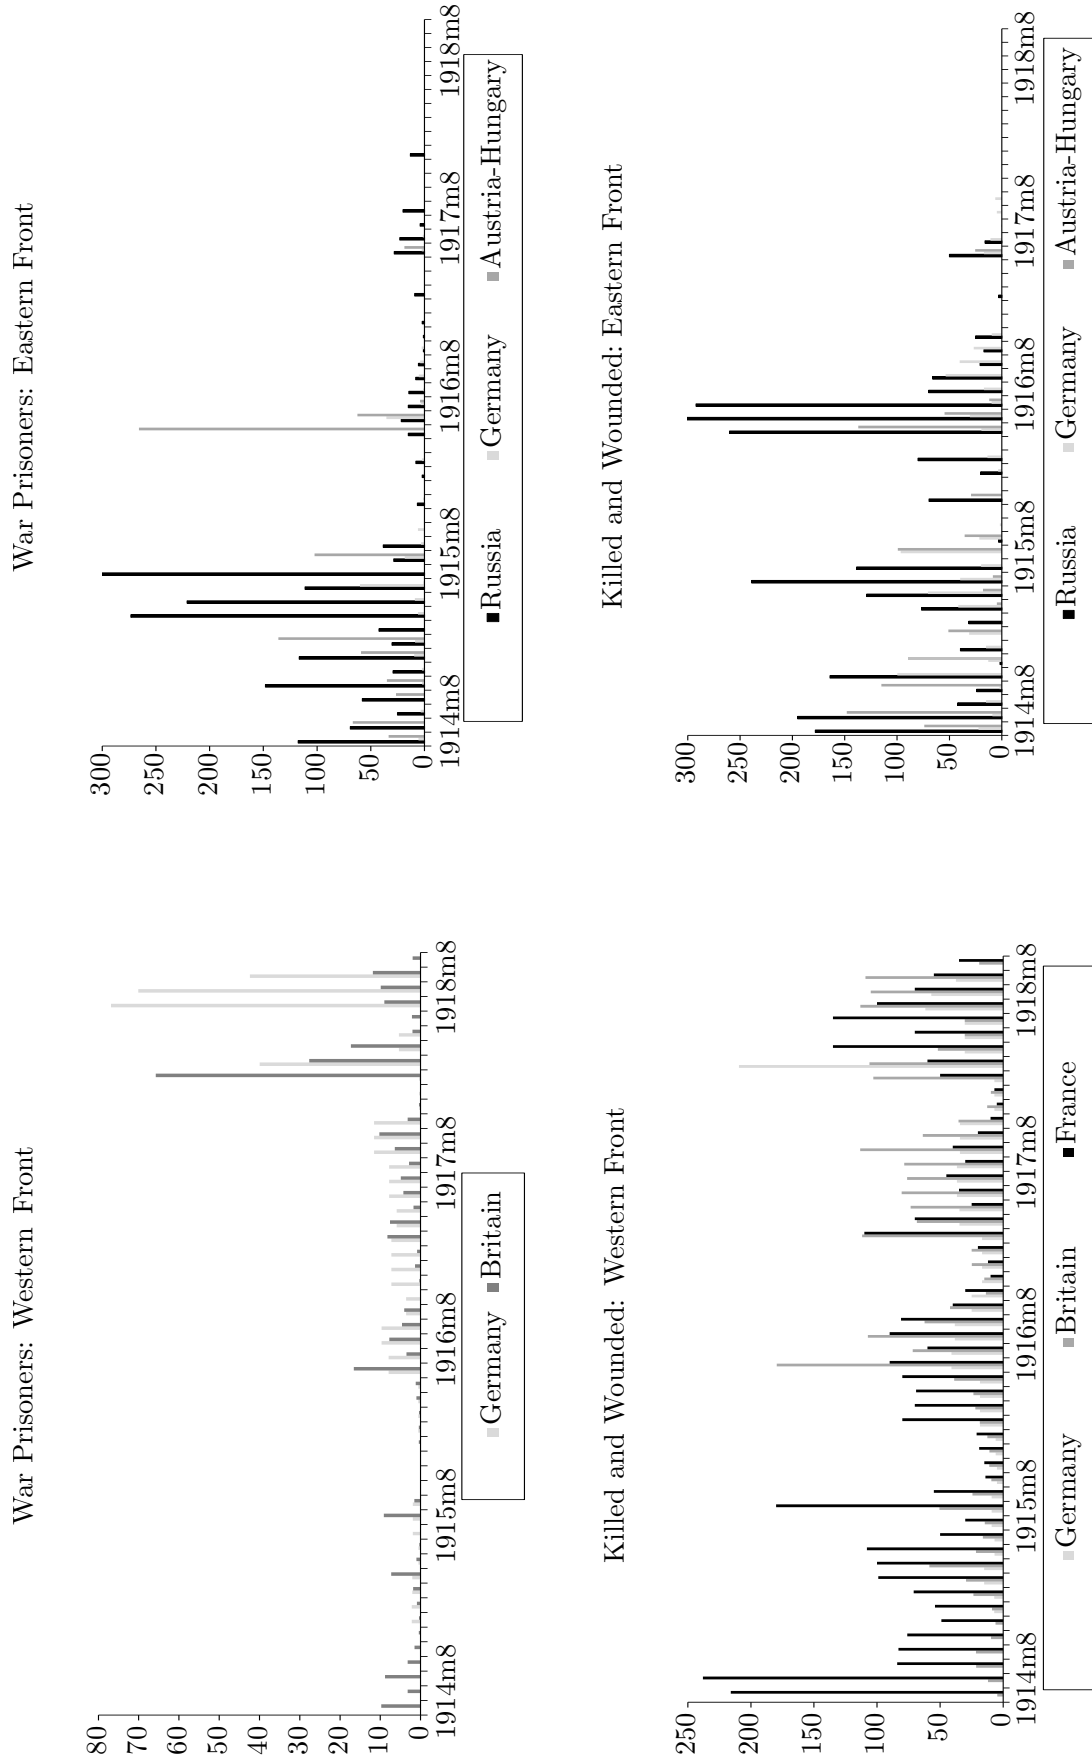 War Prisoners: Western Front
80
70
60
50
40
30
20
10
0
1914m8 1915m8 1916m8 1917m8 1918m8
Germany Britain
War Prisoners: Eastern Front
300
250
200
150
100
50
0
1914m8 1915m8 1916m8 1917m8 1918m8
Russia Germany Austria-Hungary
Killed and Wounded: Western Front
250
200
150
100
50
0
1914m8 1915m8 1916m8 1917m8 1918m8
Germany Britain France
Killed and Wounded: Eastern Front
300
250
200
150
100
50
0
1914m8 1915m8 1916m8 1917m8 1918m8
Russia Germany Austria-Hungary